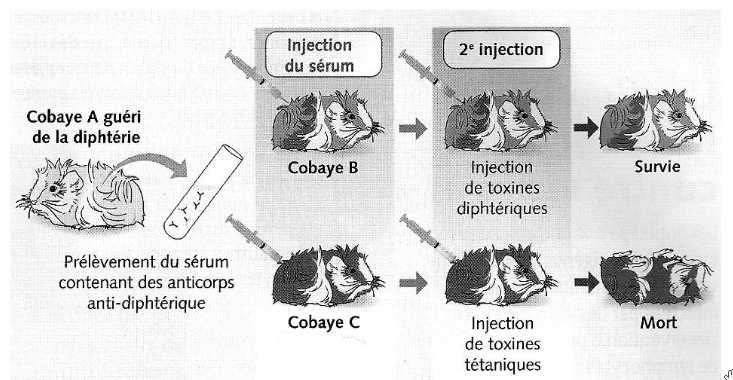 Injection
du sérum
2e injection
Cobaye A guéri
de la diphtérie
Prélèvement du sérum
contenant des anticorps
anti-diphtérique
Cobaye B
Injection
de toxines
diphtériques
Survie
Cobaye C
Injection
de toxines
tétaniques
Mort